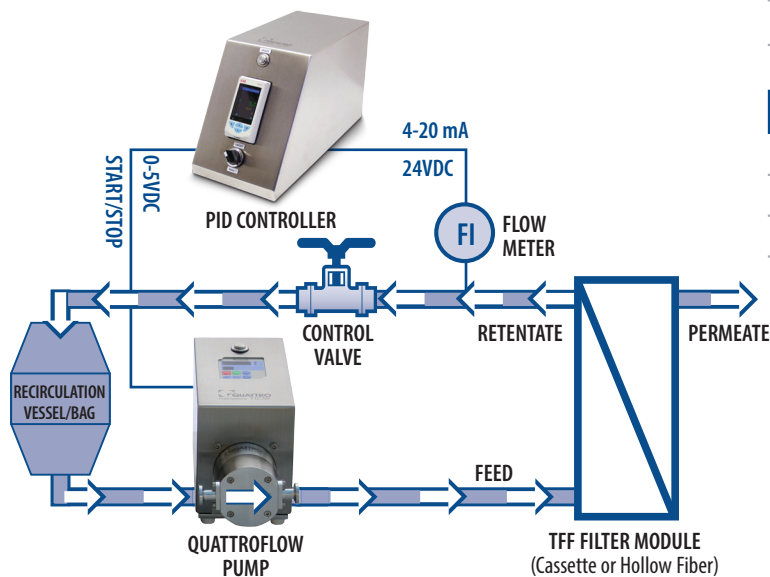 4-20 mA
24VDC
0-5VDC
START/STOP
PID CONTROLLER
FI
FLOW
METER
CONTROL
VALVE
RETENTATE
PERMEATE
RECIRCULATION
VESSEL/BAG
QUATTRO
FEED
QUATTROFLOW
PUMP
TFF FILTER MODULE
(Cassette or Hollow Fiber)